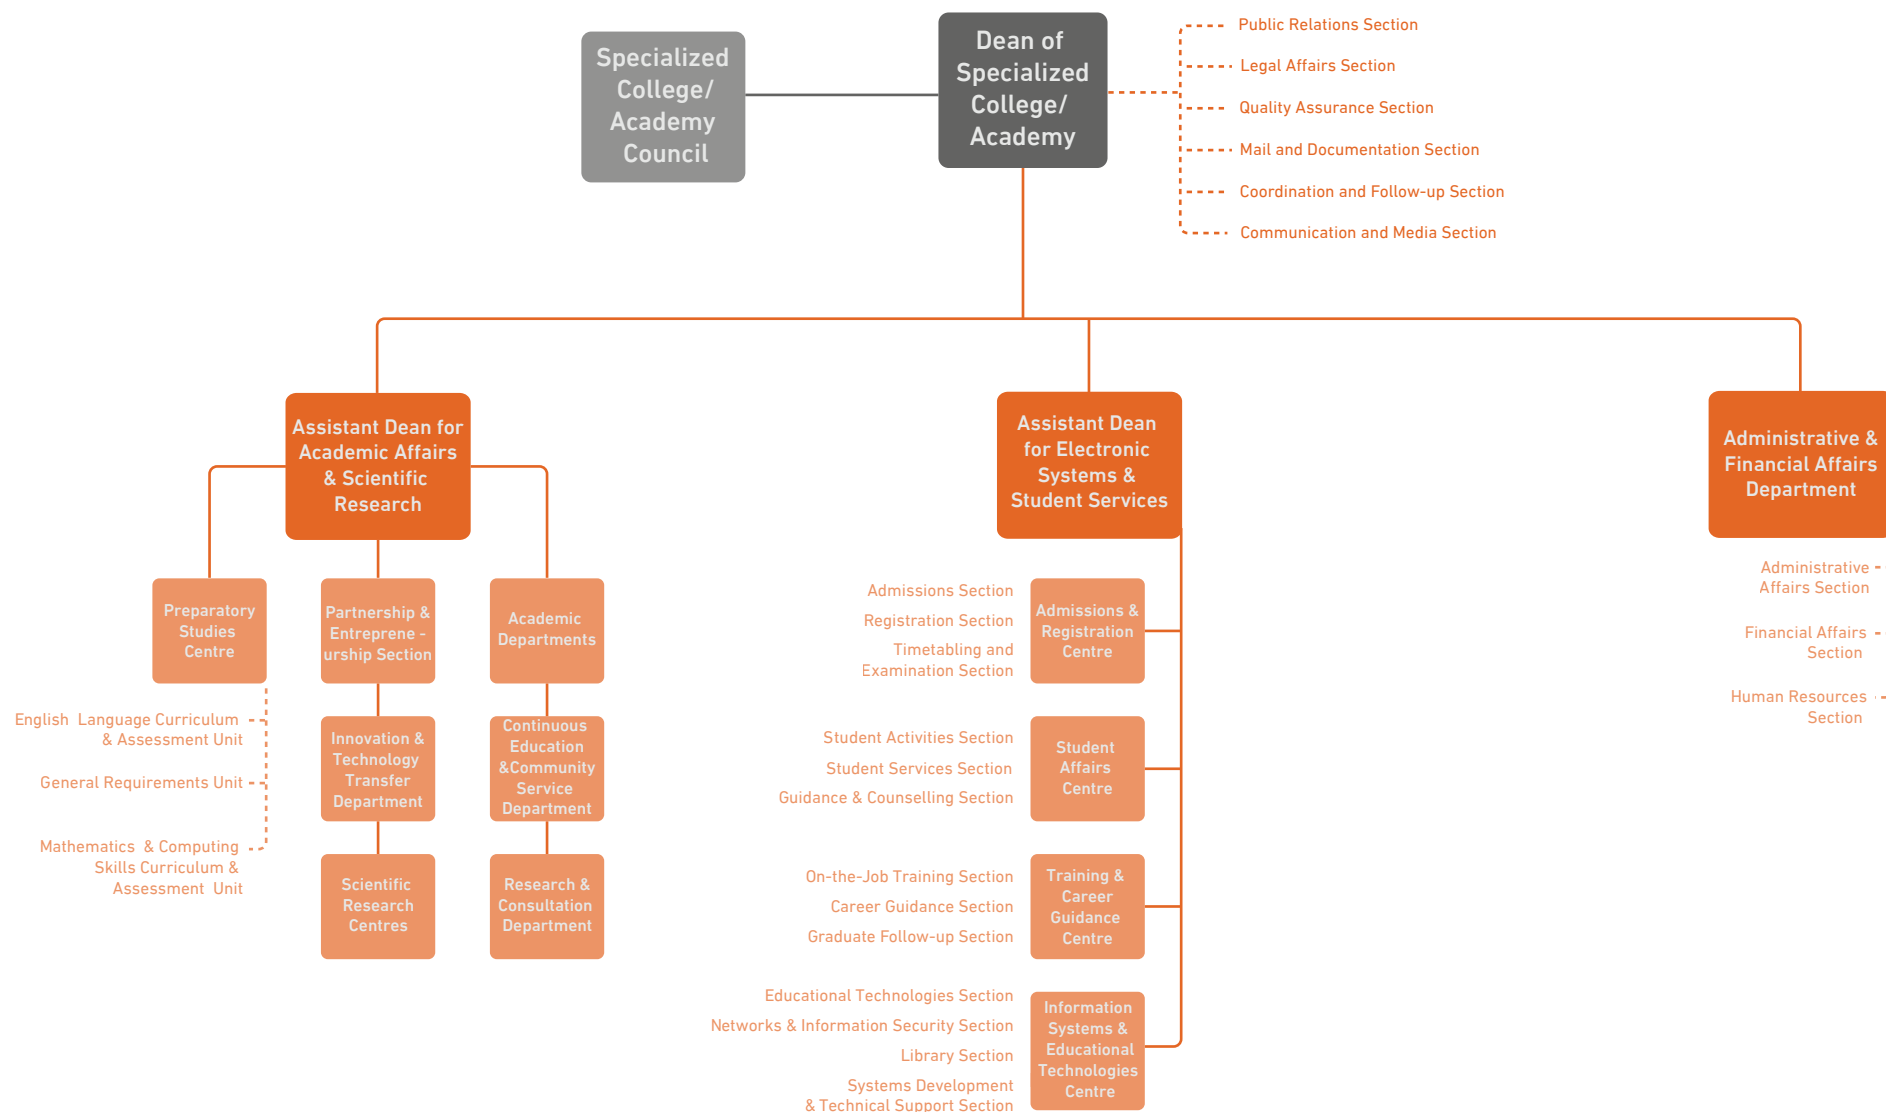 Specialized
College/
Academy
Council
Dean of
Specialized
College/
Academy
Public Relations Section
Legal Affairs Section
Quality Assurance Section
Mail and Documentation Section
Coordination and Follow-up Section
Communication and Media Section
Assistant Dean for
Academic Affairs
& Scientific
Research
Assistant Dean
for Electronic
Systems &
Student Services
Administrative &
Financial Affairs
Department
Preparatory
Studies
Centre
Partnership &
Entreprene -
urship Section
Academic
Departments
English Language Curriculum
& Assessment Unit
General Requirements Unit
Mathematics & Computing
Skills Curriculum &
Assessment Unit
Innovation &
Technology
Transfer
Department
Continuous
Education
&Community
Service
Department
Scientific
Research
Centres
Research &
Consultation
Department
Admissions Section
Registration Section
Timetabling and
Examination Section
Admissions &
Registration
Centre
Student Activities Section
Student Services Section
Guidance & Counselling Section
Student
Affairs
Centre
On-the-Job Training Section
Career Guidance Section
Graduate Follow-up Section
Training &
Career
Guidance
Centre
Educational Technologies Section
Networks & Information Security Section
Library Section
Systems Development
& Technical Support Section
Information
Systems &
Educational
Technologies
Centre
Administrative
Affairs Section
Financial Affairs
Section
Human Resources
Section